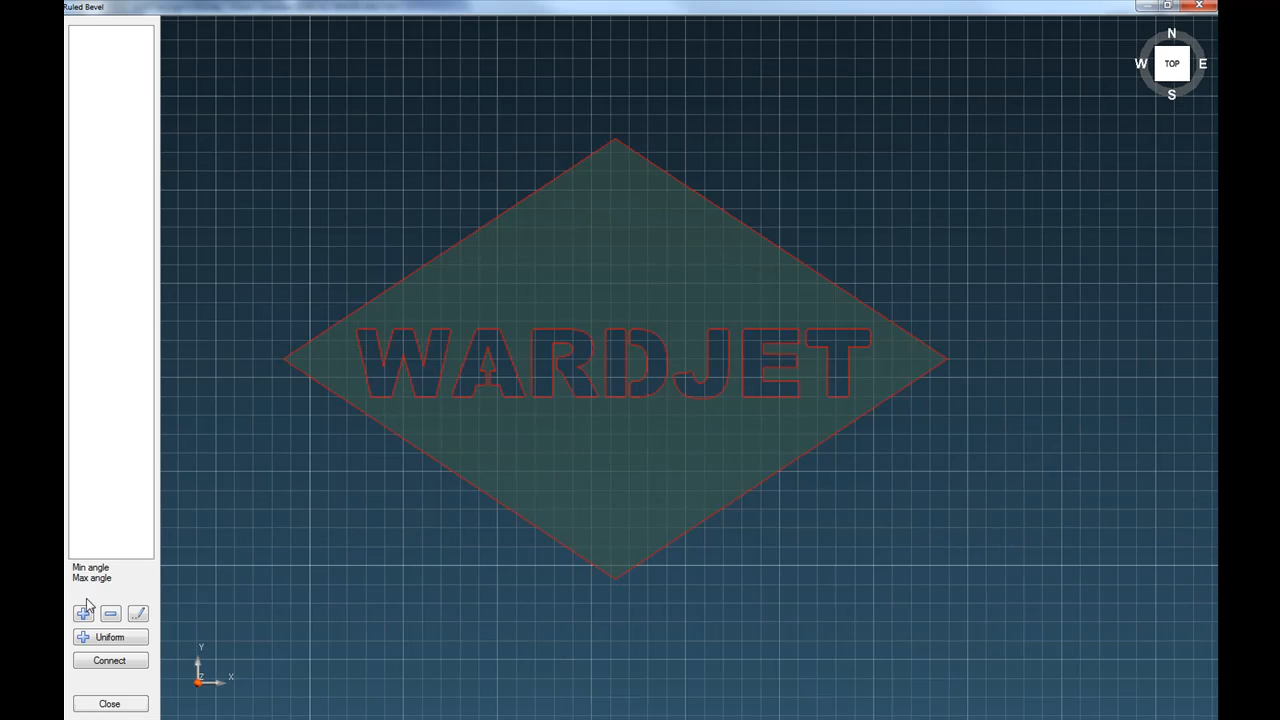 Ruled Bevel
N
W TOP E
S
WARDJET
Min angle
Max angle
Uniform
Connect
Close
Y
Z
X